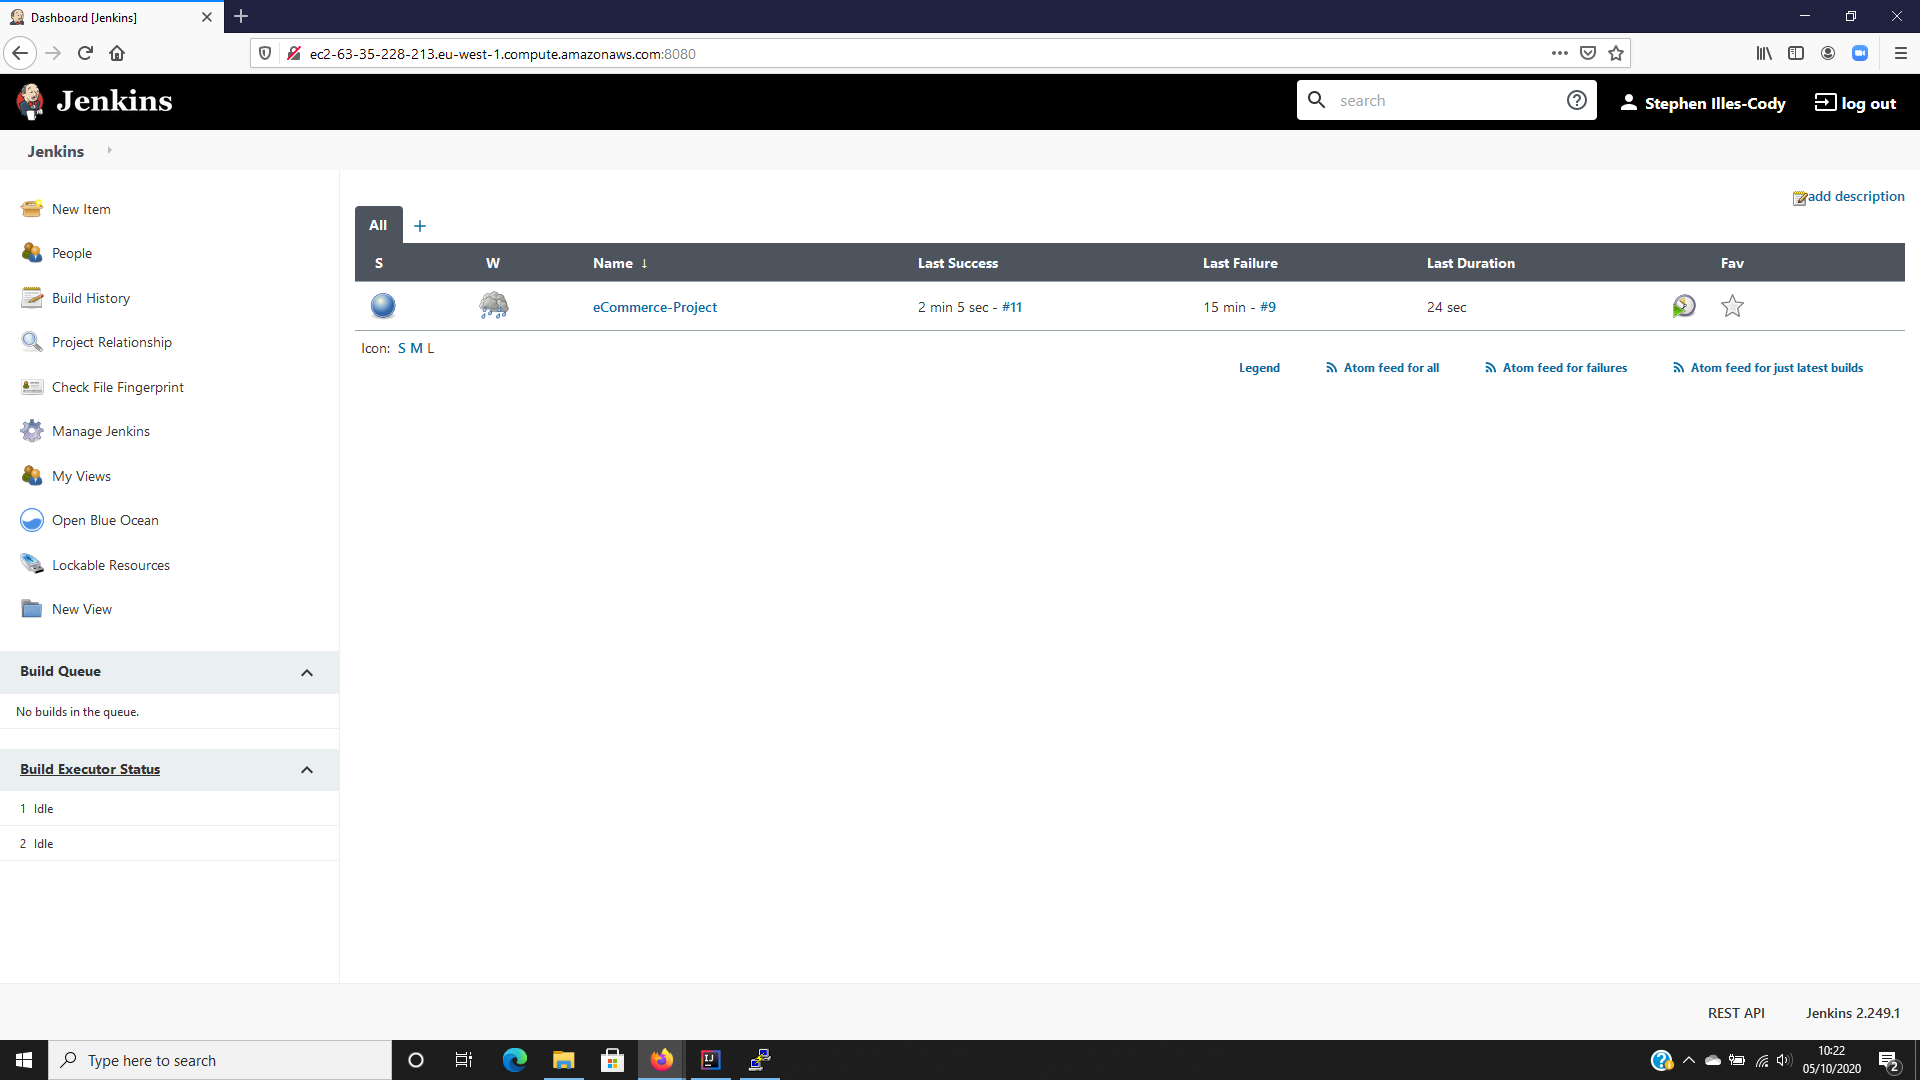 Dashboard [Jenkins]
ec2-63-35-228-213.eu-west-1.compute.amazonaws.com:8080
Jenkins
search
Stephen Illes-Cody
log out
Jenkins
New Item
People
Build History
Project Relationship
Check File Fingerprint
Manage Jenkins
My Views
Open Blue Ocean
Lockable Resources
New View
Build Queue
No builds in the queue.
Build Executor Status
1 Idle
2 Idle
add description
All +
S W Name ↓ Last Success Last Failure Last Duration Fav
eCommerce-Project 2 min 5 sec - #11 15 min - #9 24 sec
Icon: S M L
Legend Atom feed for all Atom feed for failures Atom feed for just latest builds
REST API Jenkins 2.249.1
Type here to search
10:22
05/10/2020
2